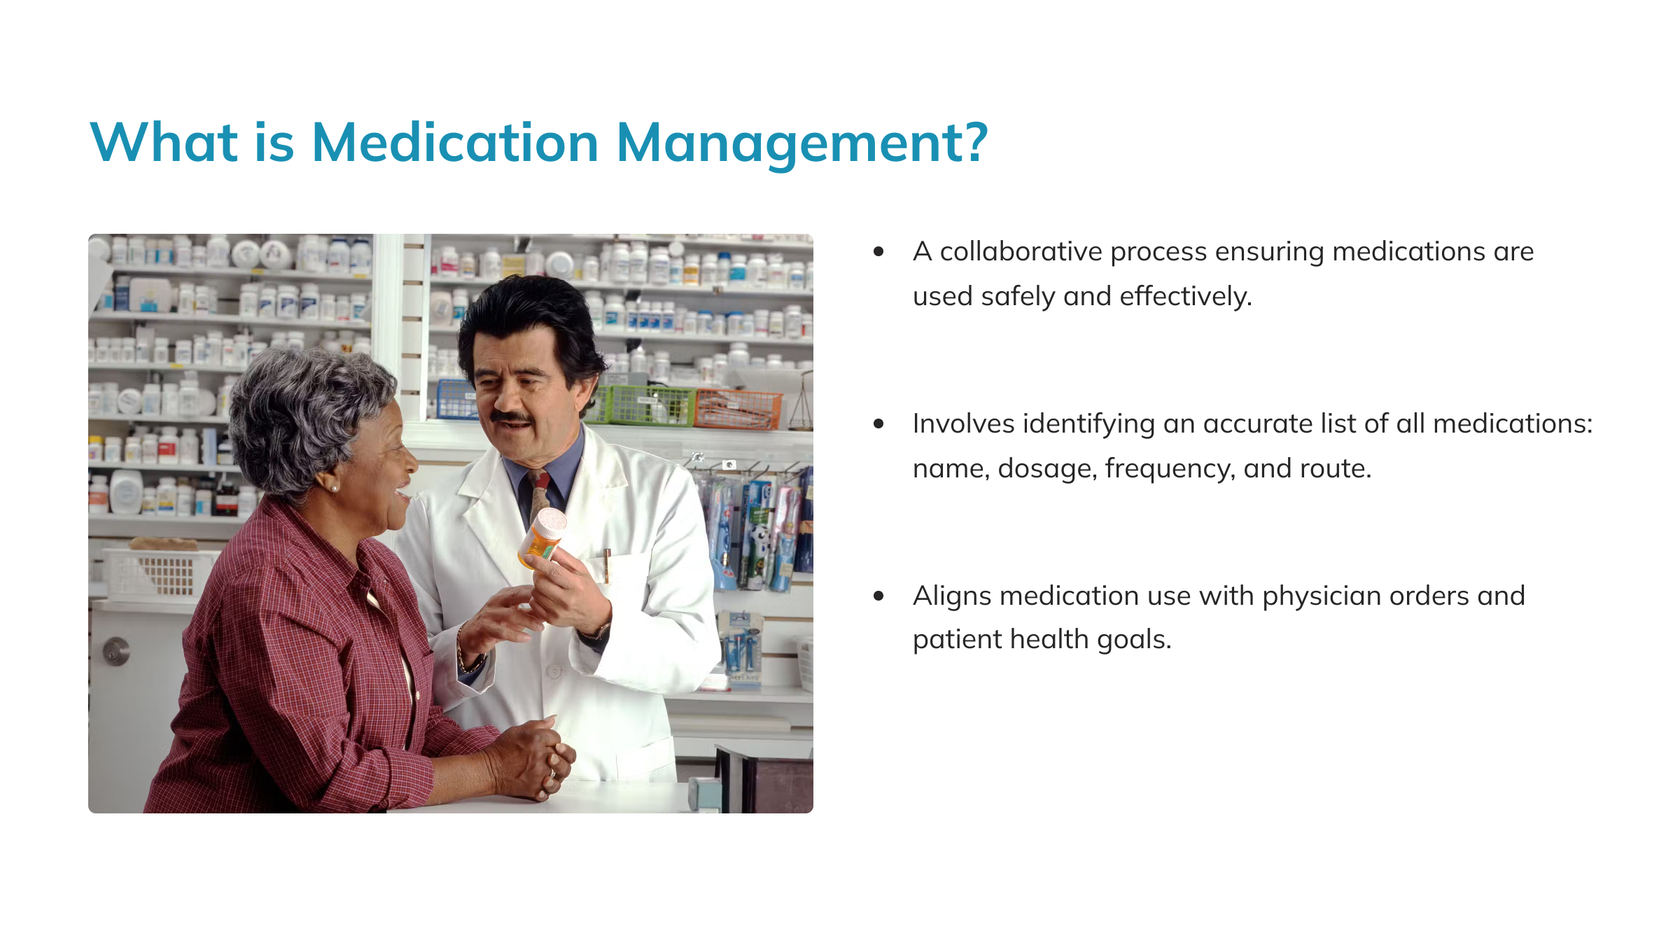 What is Medication Management?
• A collaborative process ensuring medications are
used safely and effectively.
• Involves identifying an accurate list of all medications:
name, dosage, frequency, and route.
• Aligns medication use with physician orders and
patient health goals.